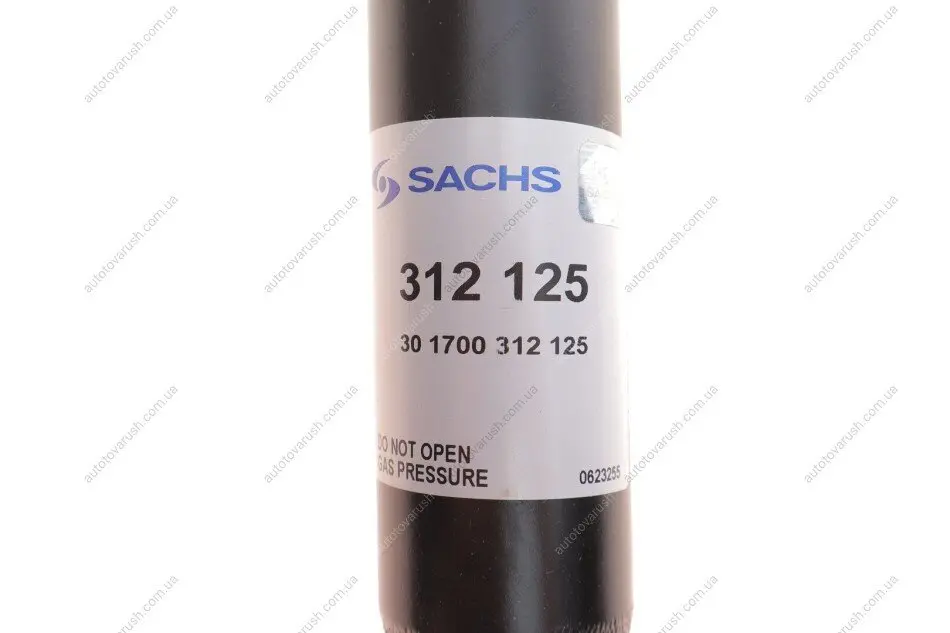 SACHS
312 125
30 1700 312 125
DO NOT OPEN
GAS PRESSURE
0623255
autotovarush.com.ua